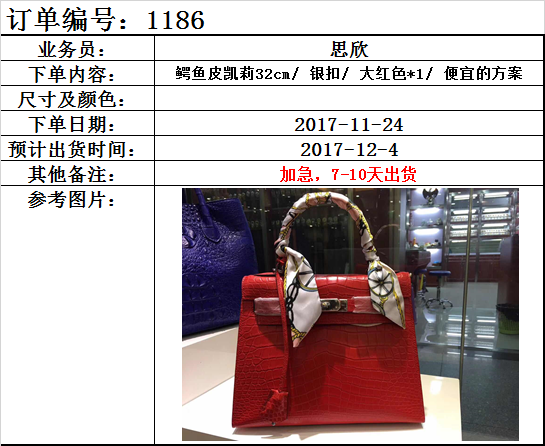 订单编号：1186
业务员： 思欣
下单内容： 鳄鱼皮凯莉32cm/ 银扣/ 大红色*1/ 便宜的方案
尺寸及颜色：
下单日期： 2017-11-24
预计出货时间： 2017-12-4
其他备注： 加急，7-10天出货
参考图片：